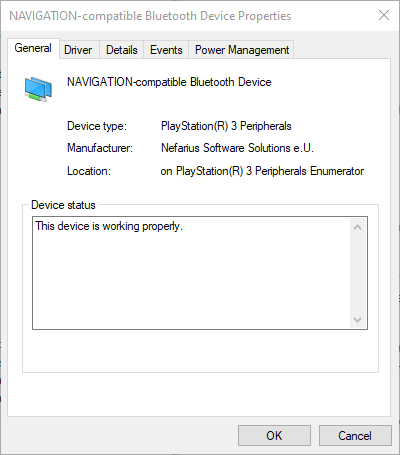 NAVIGATION-compatible Bluetooth Device Properties
General Driver Details Events Power Management
NAVIGATION-compatible Bluetooth Device
Device type: PlayStation(R) 3 Peripherals
Manufacturer: Nefarius Software Solutions e.U.
Location: on PlayStation(R) 3 Peripherals Enumerator
Device status
This device is working properly.
OK Cancel